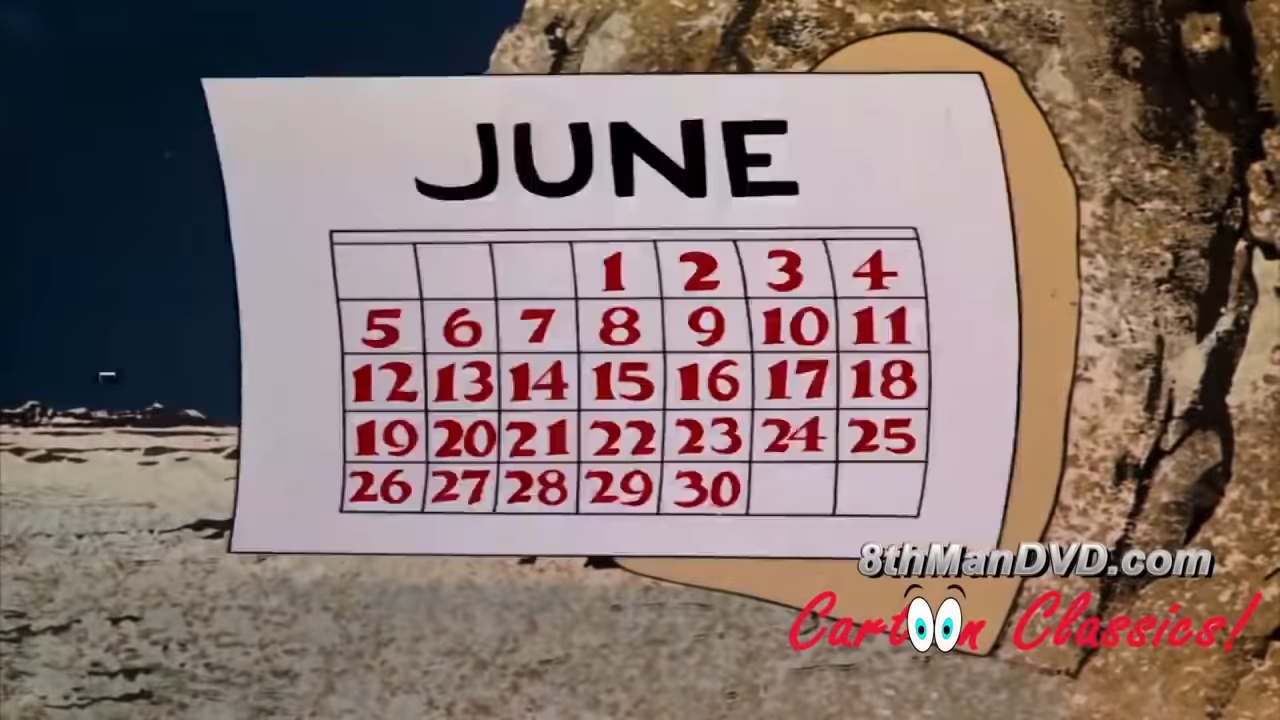 JUNE
1 2 3 4
5 6 7 8 9 10 11
12 13 14 15 16 17 18
19 20 21 22 23 24 25
26 27 28 29 30
8thManDVD.com
Cartoon Classics!